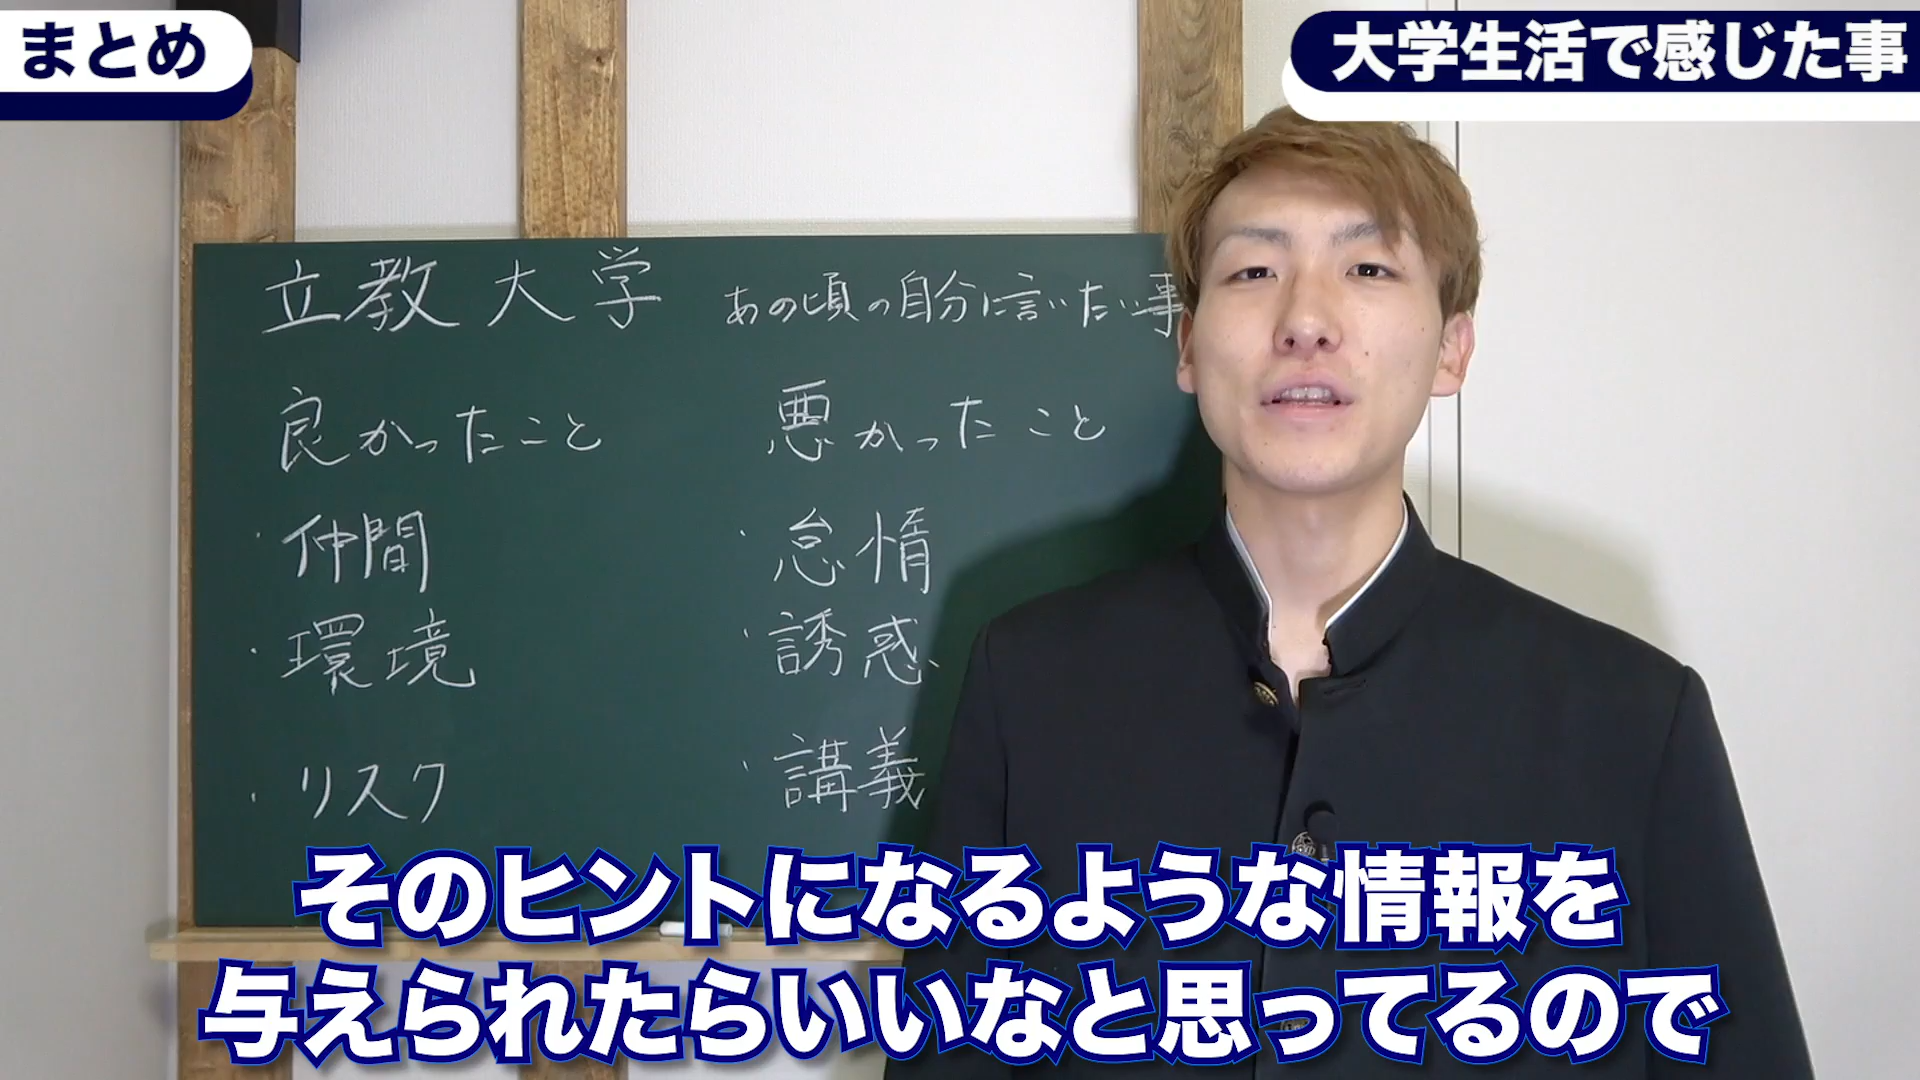 まとめ
大学生活で感じた事
立教大学 あの頃の自分に言いたい事
良かったこと
悪かったこと
・仲間
・怠惰
・環境
・誘惑
・リスク
・講義
そのヒントになるような情報を
与えられたらいいなと思ってるので